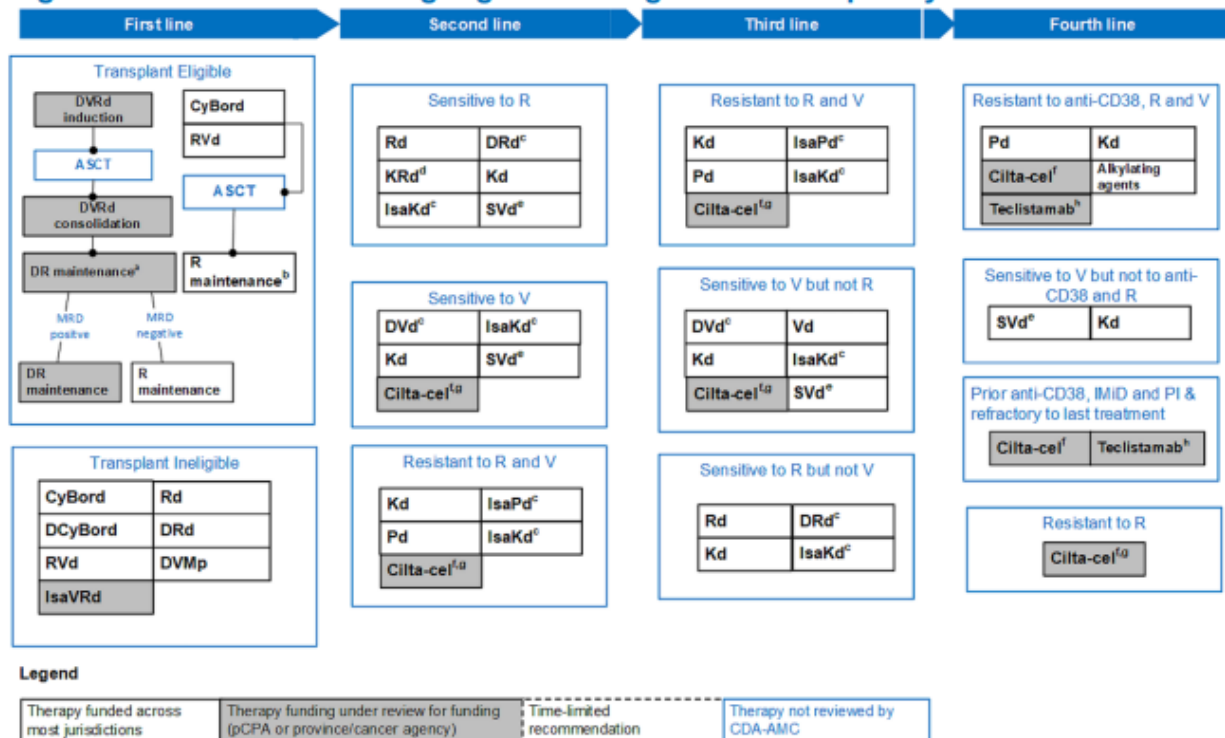 First line
Second line
Third line
Fourth line
Transplant Eligible
DVRd
induction
ASCT
DVRd
consolidation
DR maintenanceᵃ
MRD
positve
MRD
negative
DR
maintenance
R
maintenance
CyBord
RVd
ASCT
R
maintenanceᵇ
Transplant Ineligible
CyBord Rd
DCyBord DRd
RVd DVMp
IsaVRd
Sensitive to R
Rd DRdᶜ
KRdᵈ Kd
IsaKdᶜ SVdᵉ
Sensitive to V
DVdᶜ IsaKdᶜ
Kd SVdᵉ
Cilta-celᶠ,ᵍ
Resistant to R and V
Kd IsaPdᶜ
Pd IsaKdᶜ
Cilta-celᶠ,ᵍ
Resistant to R and V
Kd IsaPdᶜ
Pd IsaKdᶜ
Cilta-celᶠ,ᵍ
Sensitive to V but not R
DVdᶜ Vd
Kd IsaKdᶜ
Cilta-celᶠ,ᵍ SVdᵉ
Sensitive to R but not V
Rd DRdᶜ
Kd IsaKdᶜ
Resistant to anti-CD38, R and V
Pd Kd
Cilta-celᶠ Alkylating
agents
Teclistamabʰ
Sensitive to V but not to anti-
CD38 and R
SVdᵉ Kd
Prior anti-CD38, IMiD and PI &
refractory to last treatment
Cilta-celᶠ Teclistamabʰ
Resistant to R
Cilta-celᶠ,ᵍ
Legend
Therapy funded across
most jurisdictions
Therapy funding under review for funding
(pCPA or province/cancer agency)
Time-limited
recommendation
Therapy not reviewed by
CDA-AMC